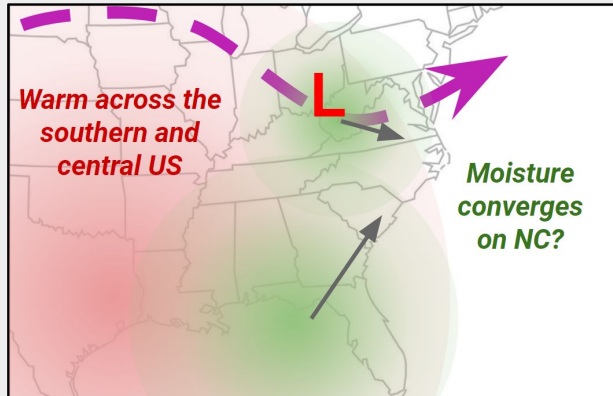 L
Warm across the
southern and
central US
Moisture
converges
on NC?